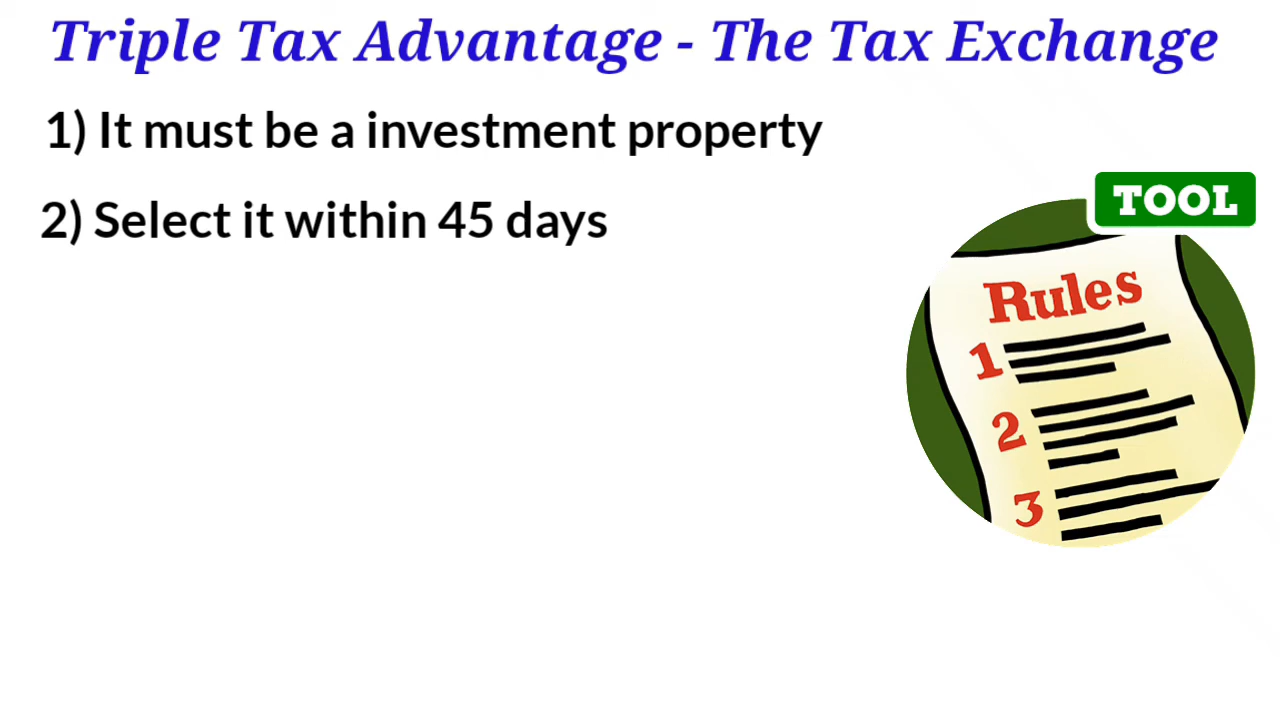 Triple Tax Advantage - The Tax Exchange
1) It must be a investment property
2) Select it within 45 days
TOOL
Rules
1
2
3